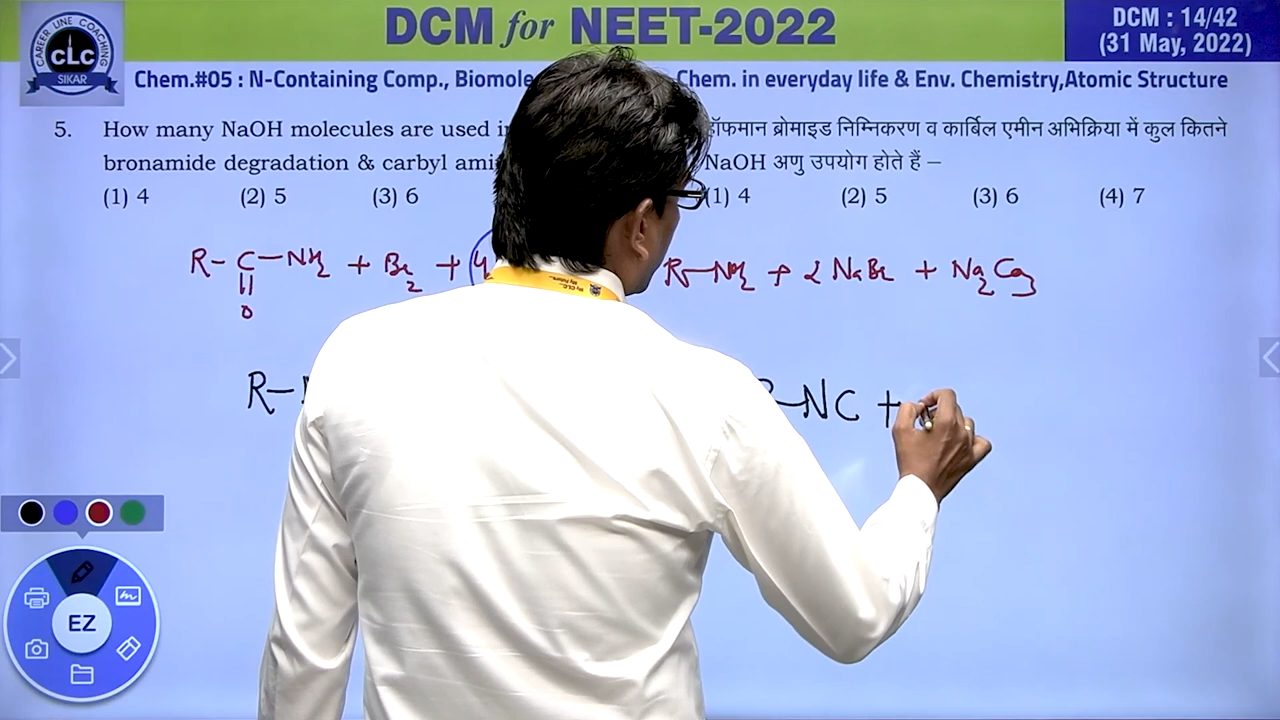 DCM for NEET-2022
DCM : 14/42
(31 May, 2022)
CAREER LINE COACHING
CLC
SIKAR
Chem.#05 : N-Containing Comp., Chem. in everyday life & Env. Chemistry,Atomic Structure
5. How many NaOH molecules are used
bronamide degradation & carbyl
(1) 4 (2) 5 (3) 6
ब्रोमाइड निम्निकरण व कार्बिल एमीन अभिक्रिया में कुल कितने
NaOH अणु उपयोग होते हैं –
(1) 4 (2) 5 (3) 6 (4) 7
R-C-NH2 + Br2 + 4 R-NH2 + 2 NaBr + Na2CO3
||
O
R- -NC +
EZ